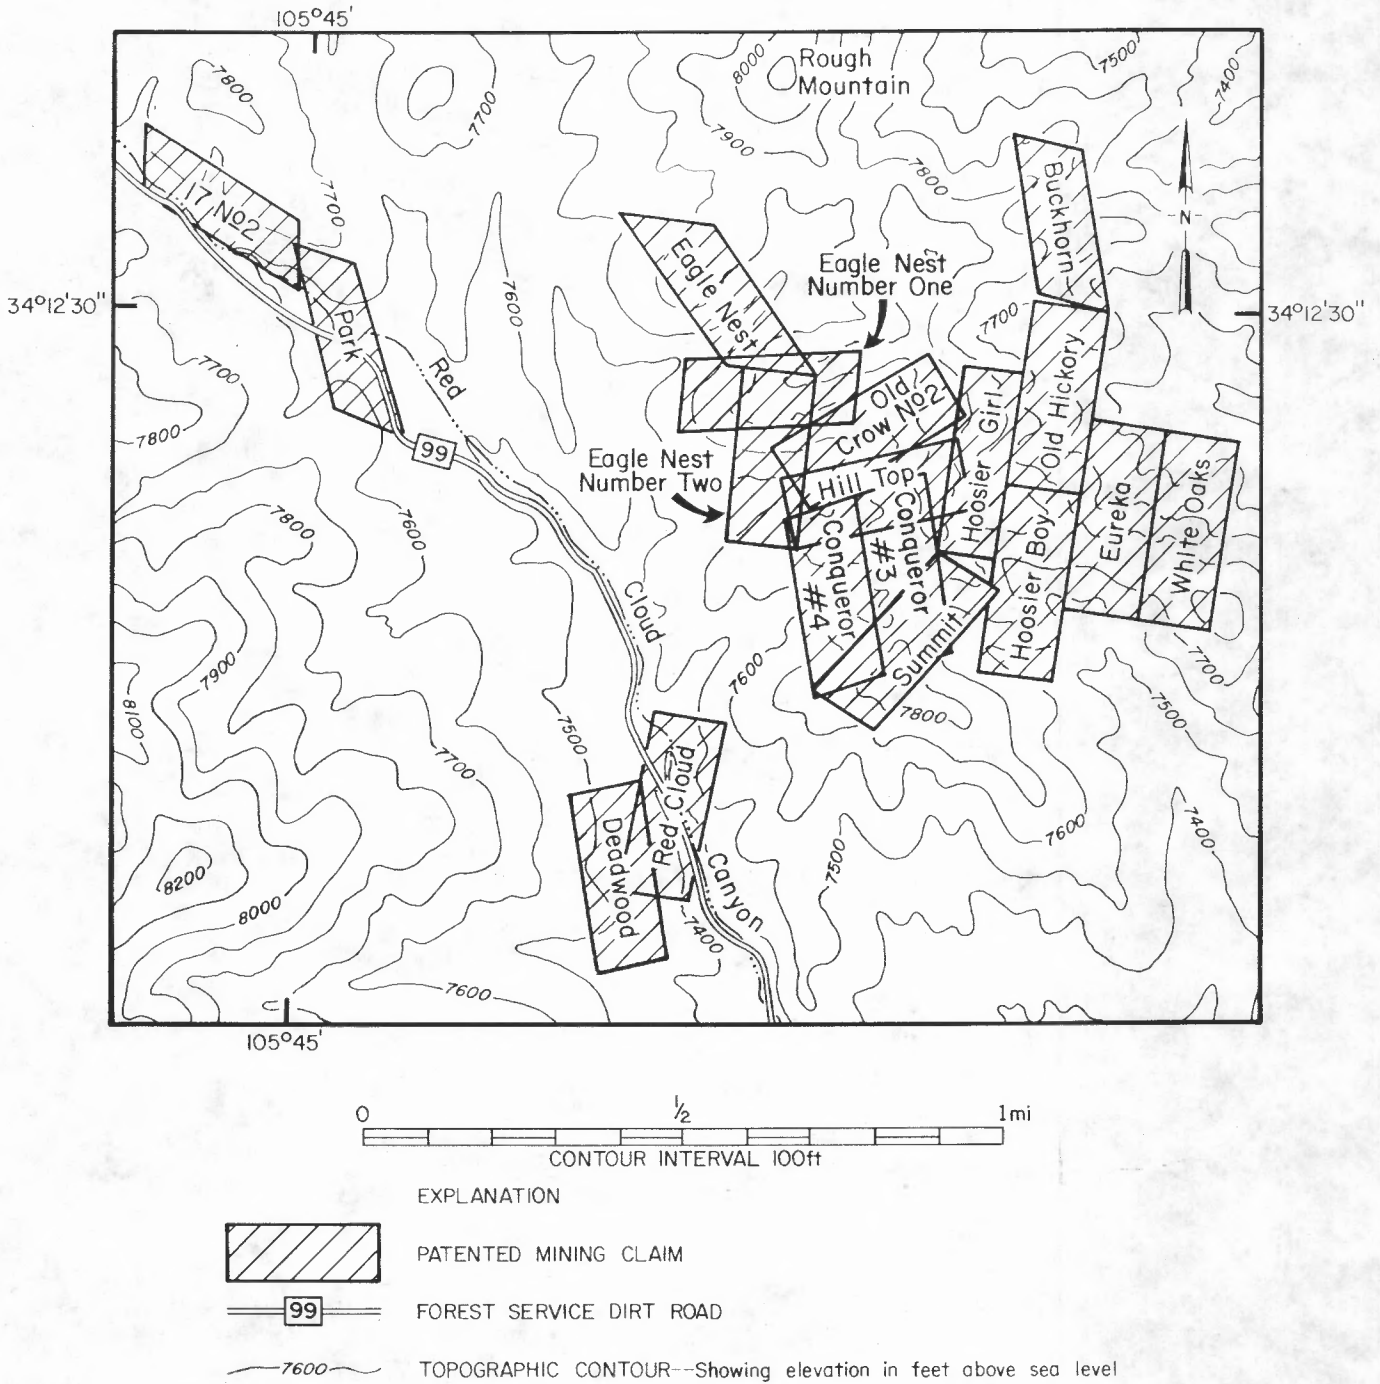 105°45'
7800
7700
8000
Rough
Mountain
7500
7400
7900
7800
17 No2
7700
Buckhorn
N
Eagle Nest
Eagle Nest
Number One
34°12'30"
7600
7700
34°12'30"
Park
Red
7700
Old
Crow No2
Girl
Old Hickory
7800
99
Eagle Nest
Number Two
Hill Top
Hoosier
Eureka
White Oaks
7800
7600
Conqueror
#3
Conqueror
#4
Hoosier Boy
Cloud
Summit
7900
7600
7700
8100
7500
7800
7500
7700
Red Cloud
7600
7400
Deadwood
7500
8200
Canyon
8000
7400
7600
105°45'
0
1/2
1mi
CONTOUR INTERVAL 100ft
EXPLANATION
PATENTED MINING CLAIM
99
FOREST SERVICE DIRT ROAD
7600
TOPOGRAPHIC CONTOUR--Showing elevation in feet above sea level